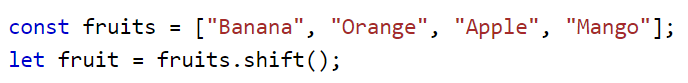 const fruits = ["Banana", "Orange", "Apple", "Mango"];
let fruit = fruits.shift();